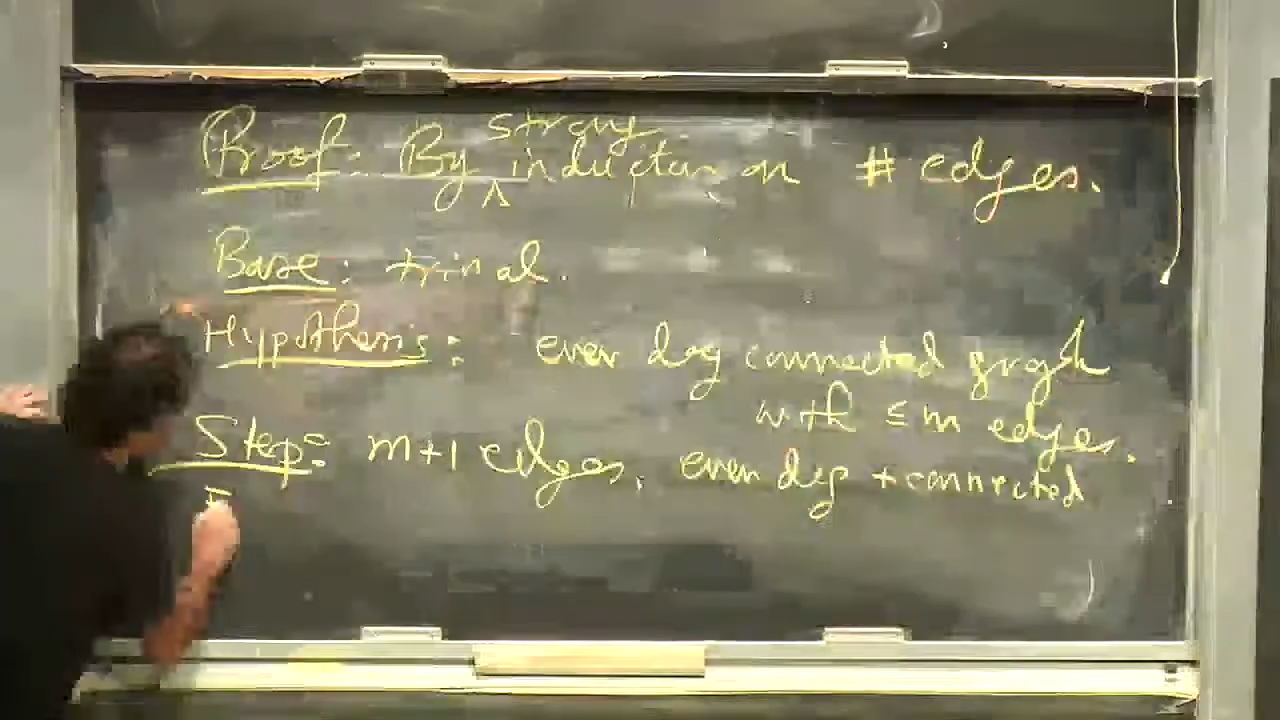 Proof: By strong induction on # edges.
Base: trivial.
Hypothesis: even deg connected graph
with ≤ m edges.
Step: m+1 edges, even deg + connected